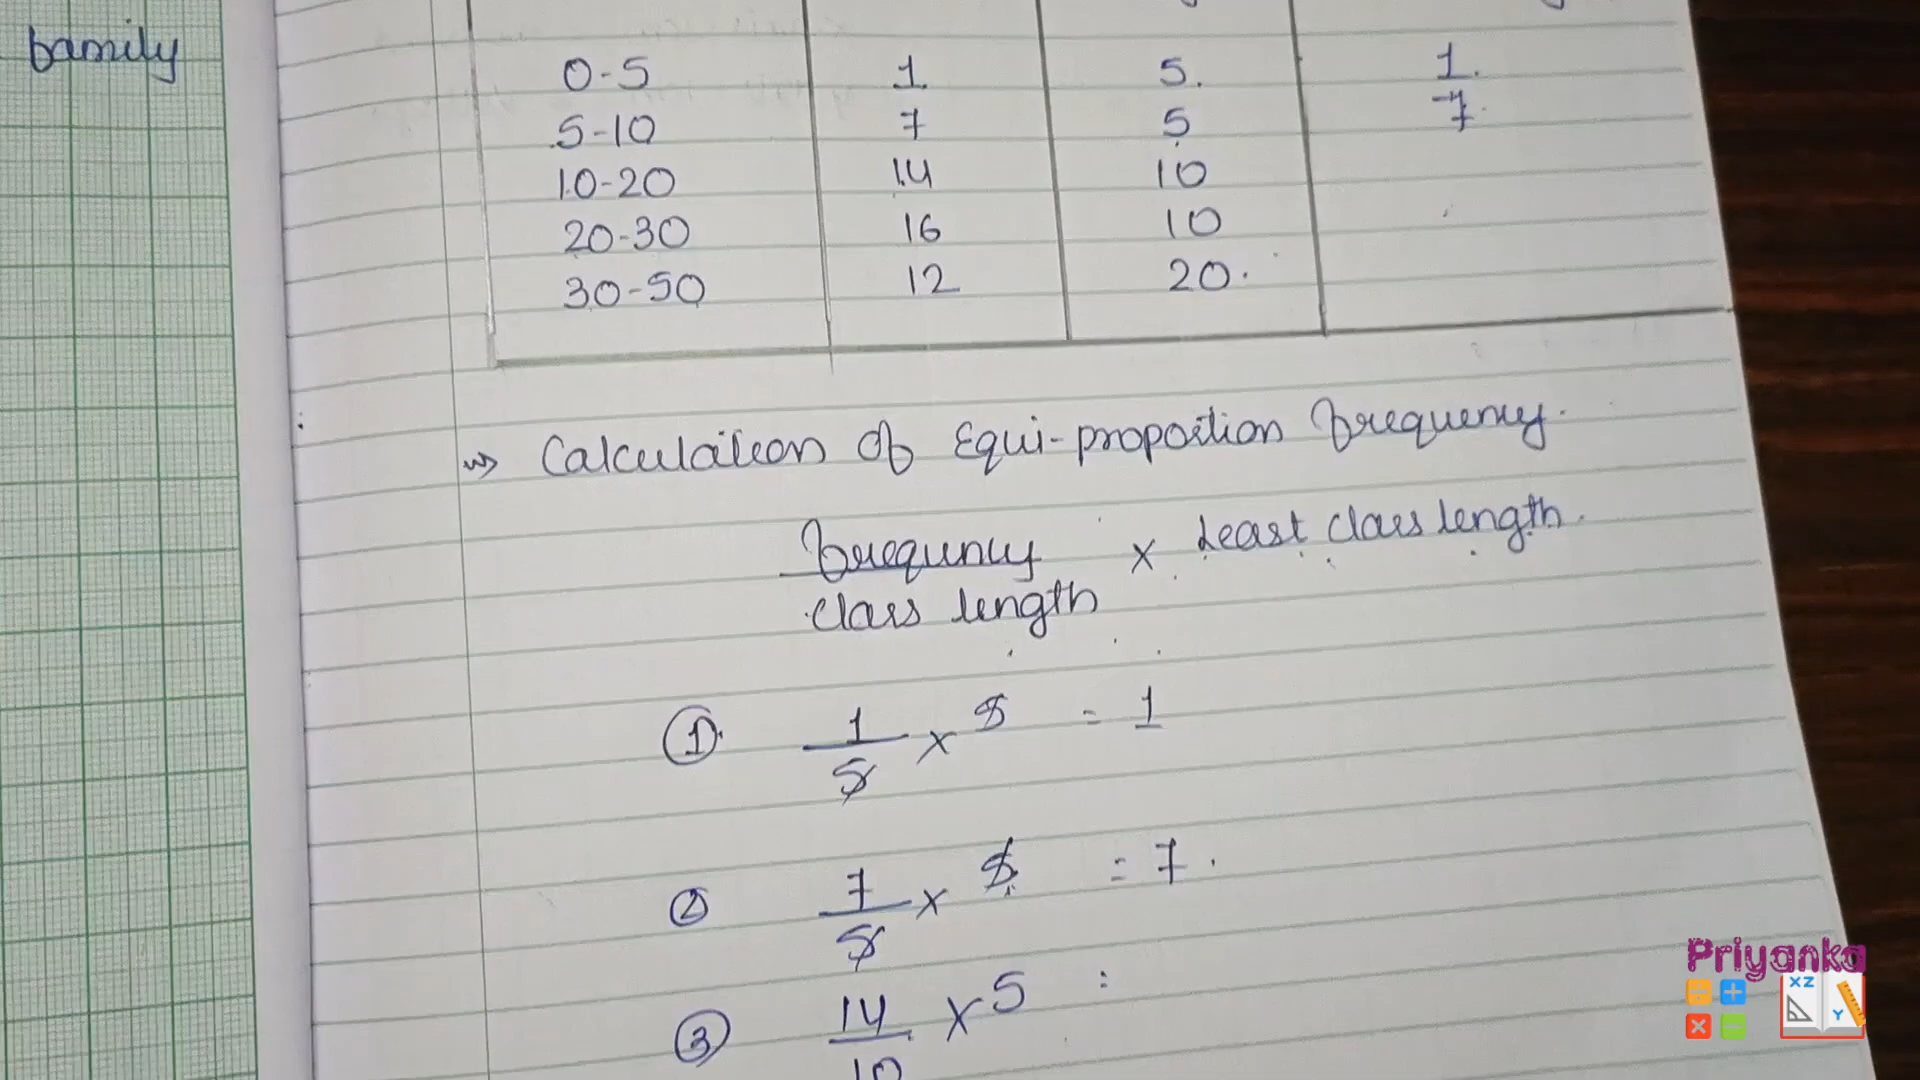 family
0-5 1 5. 1.
5-10 7 5 7.
10-20 14 10
20-30 16 10
30-50 12 20.
Calculation of Equi-proportion frequency.
frequncy × Least class length.
class length
① 1 × 5 = 1
5
② 7 × 5 = 7.
5
③ 14 × 5 =
10
Priyanka
XZ
Y